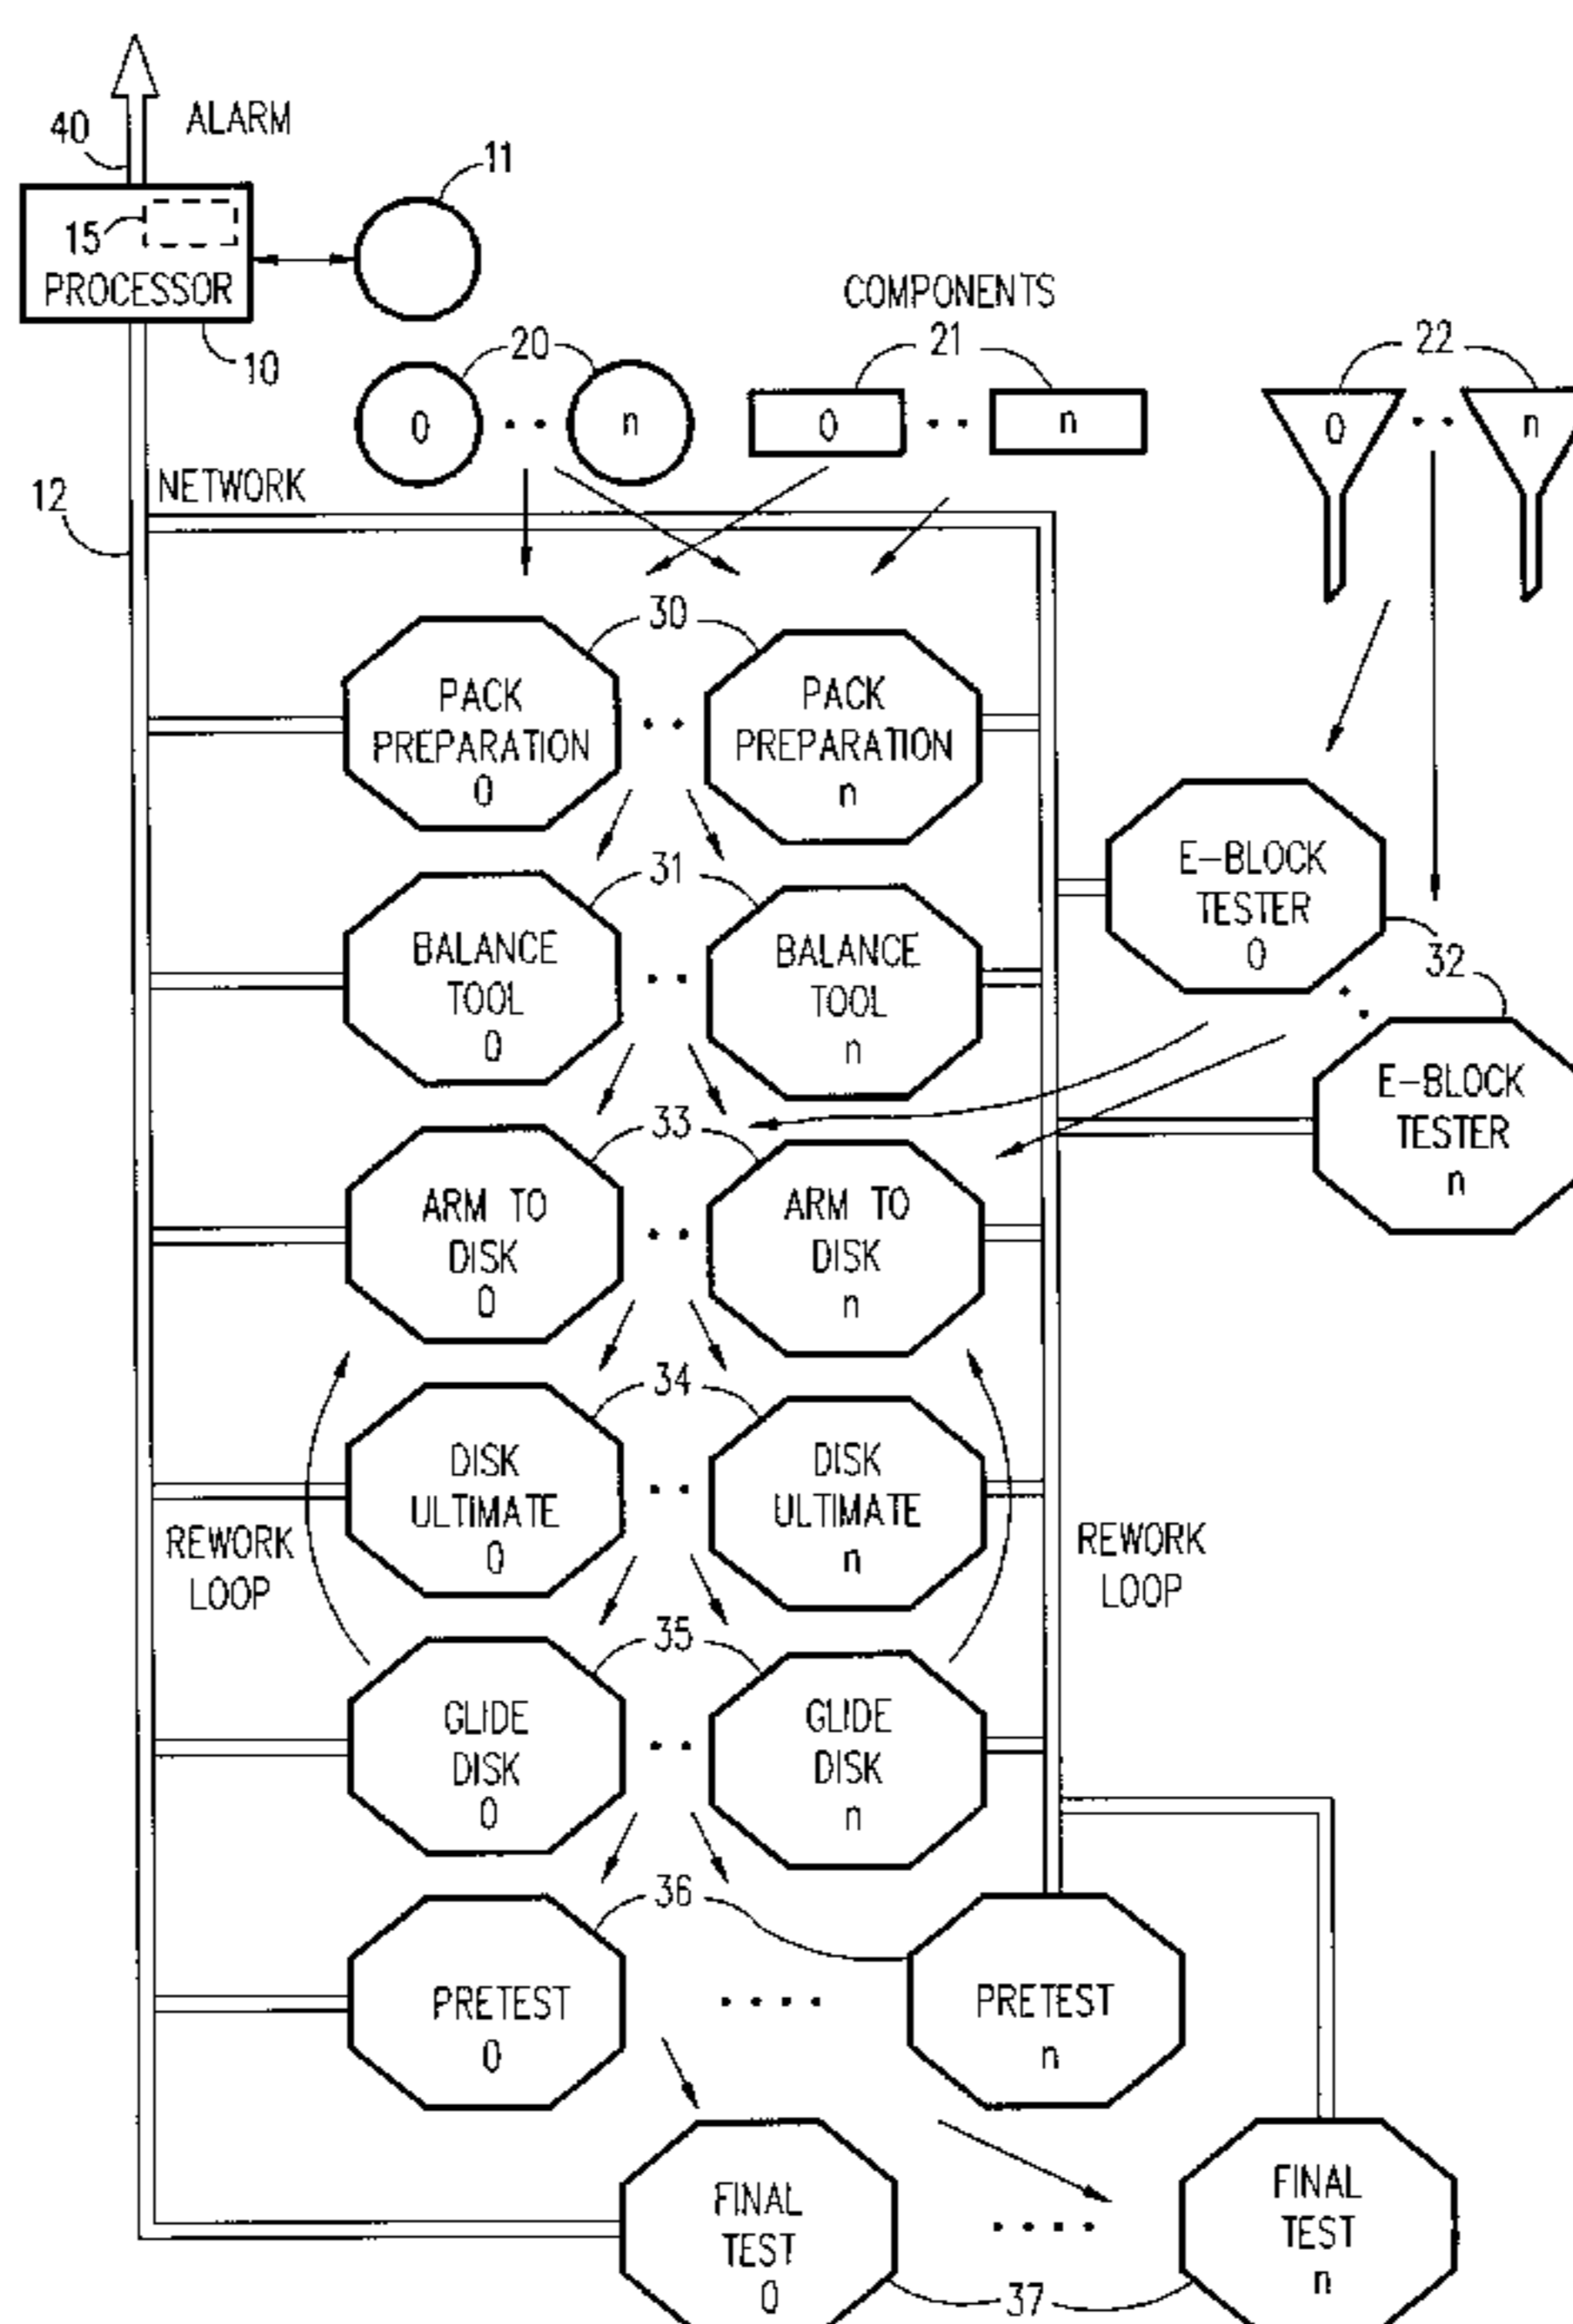 ALARM
40
11
15
PROCESSOR
10
COMPONENTS
20
21
22
0 n
0 n
0 n
NETWORK
12
30
PACK
PREPARATION
0
PACK
PREPARATION
n
31
E-BLOCK
TESTER
0
BALANCE
TOOL
0
BALANCE
TOOL
n
32
E-BLOCK
TESTER
n
33
ARM TO
DISK
0
ARM TO
DISK
n
34
DISK
ULTIMATE
0
DISK
ULTIMATE
n
REWORK
LOOP
REWORK
LOOP
35
GLIDE
DISK
0
GLIDE
DISK
n
36
PRETEST
0
PRETEST
n
FINAL
TEST
0
FINAL
TEST
n
37